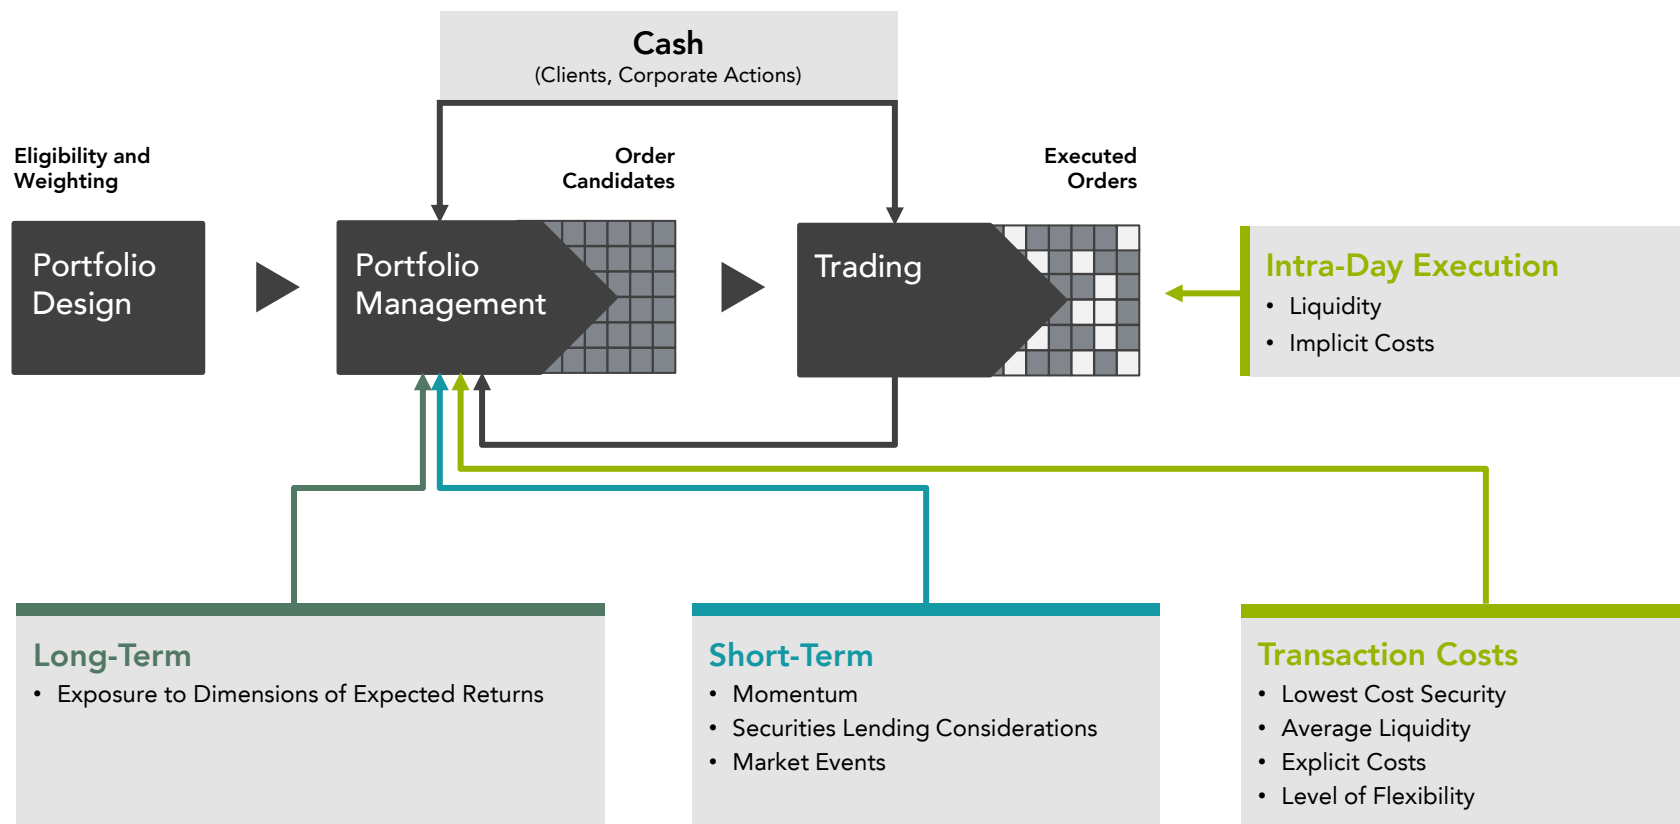 Cash
(Clients, Corporate Actions)
Eligibility and
Weighting
Order
Candidates
Executed
Orders
Portfolio
Design
Portfolio
Management
Trading
Intra-Day Execution
• Liquidity
• Implicit Costs
Long-Term
• Exposure to Dimensions of Expected Returns
Short-Term
• Momentum
• Securities Lending Considerations
• Market Events
Transaction Costs
• Lowest Cost Security
• Average Liquidity
• Explicit Costs
• Level of Flexibility